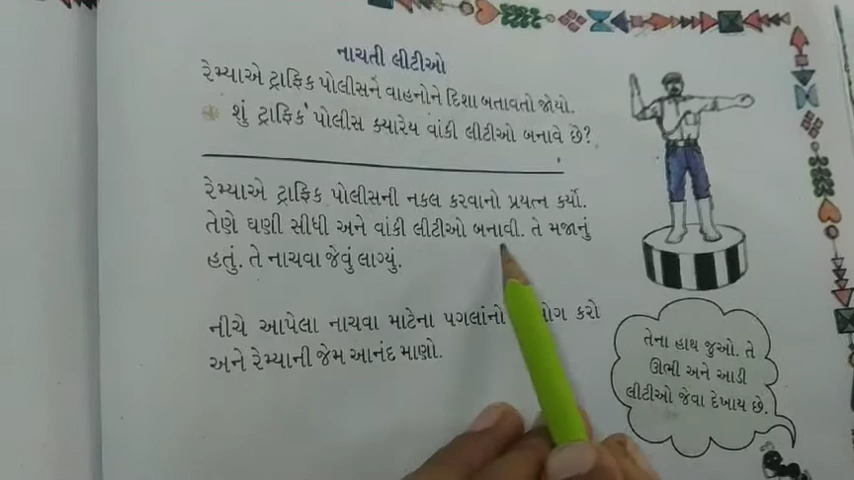 નાચતી લીટીઓ
રેમ્યાએ ટ્રાફિક પોલીસને વાહનોને દિશા બતાવતો જોયો.
શું ટ્રાફિક પોલીસ ક્યારેય વાંકી લીટીઓ બનાવે છે?
રેમ્યાએ ટ્રાફિક પોલીસની નકલ કરવાનો પ્રયત્ન કર્યો.
તેણે ઘણી સીધી અને વાંકી લીટીઓ બનાવી. તે મજાનું
હતું. તે નાચવા જેવું લાગ્યું.
નીચે આપેલા નાચવા માટેના પગલાંનો કરો
અને રેમ્યાની જેમ આનંદ માણો.
તેના હાથ જુઓ. તે
ઊભી અને આડી
લીટીઓ જેવા દેખાય છે.